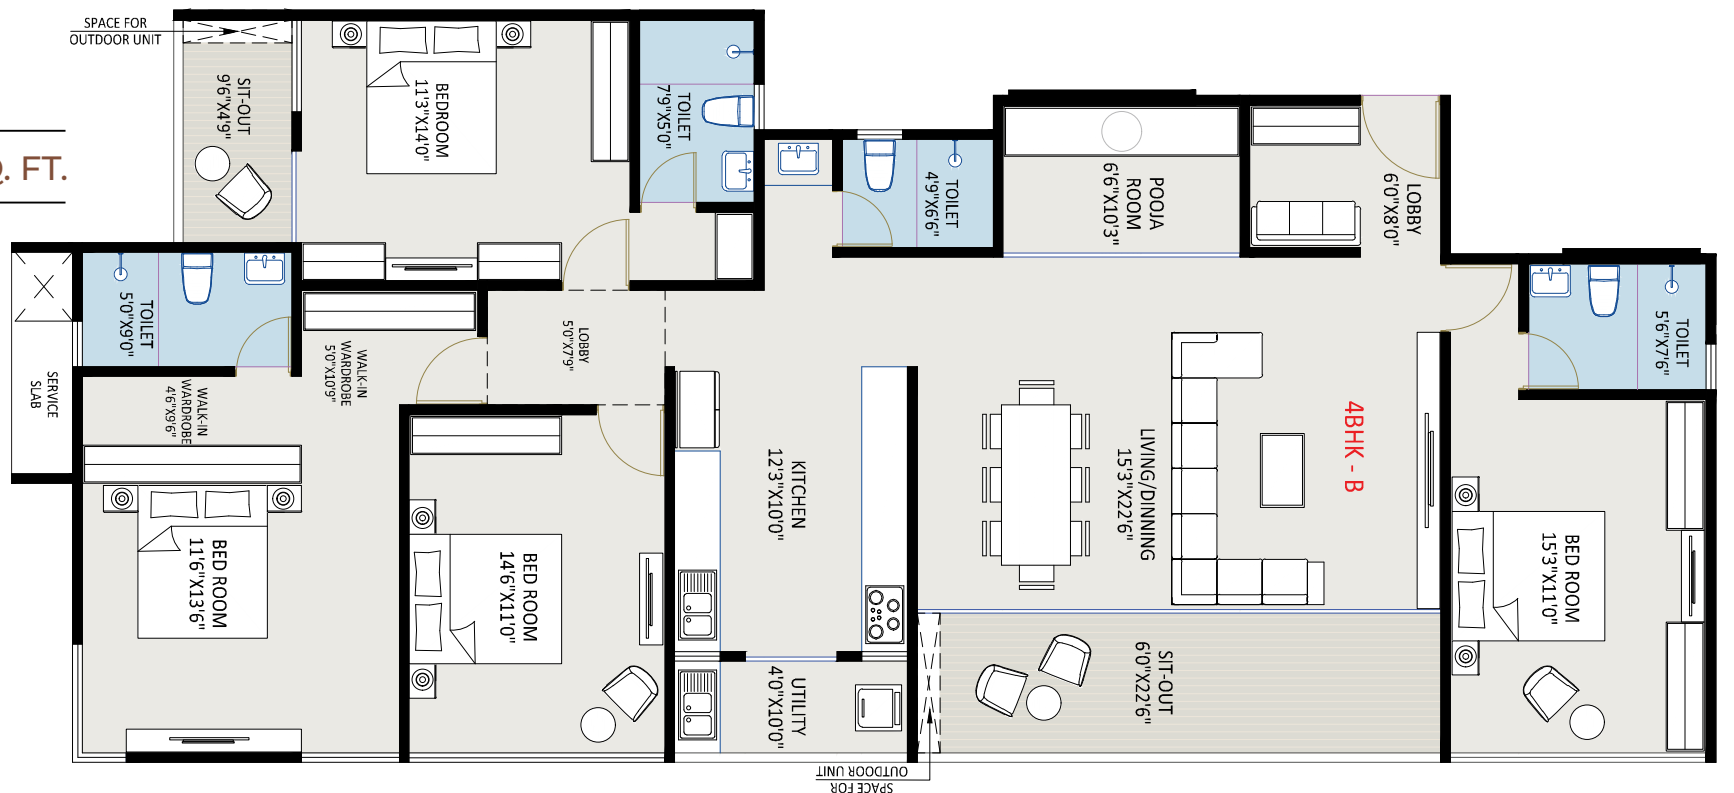 SPACE FOR
OUTDOOR UNIT
. FT.
SIT-OUT
9'6"X4'9"
BEDROOM
11'3"X14'0"
TOILET
7'9"X5'0"
TOILET
4'9"X6'6"
POOJA
ROOM
6'6"X10'3"
LOBBY
6'0"X8'0"
TOILET
5'6"X7'6"
TOILET
5'0"X9'0"
SERVICE
SLAB
WALK-IN
WARDROBE
4'6"X9'6"
WALK-IN
WARDROBE
5'0"X10'9"
LOBBY
5'0"X7'9"
KITCHEN
12'3"X10'0"
LIVING/DINNING
15'3"X22'6"
4BHK - B
BED ROOM
11'6"X13'6"
BED ROOM
14'6"X11'0"
BED ROOM
15'3"X11'0"
UTILITY
4'0"X10'0"
SIT-OUT
6'0"X22'6"
SPACE FOR
OUTDOOR UNIT